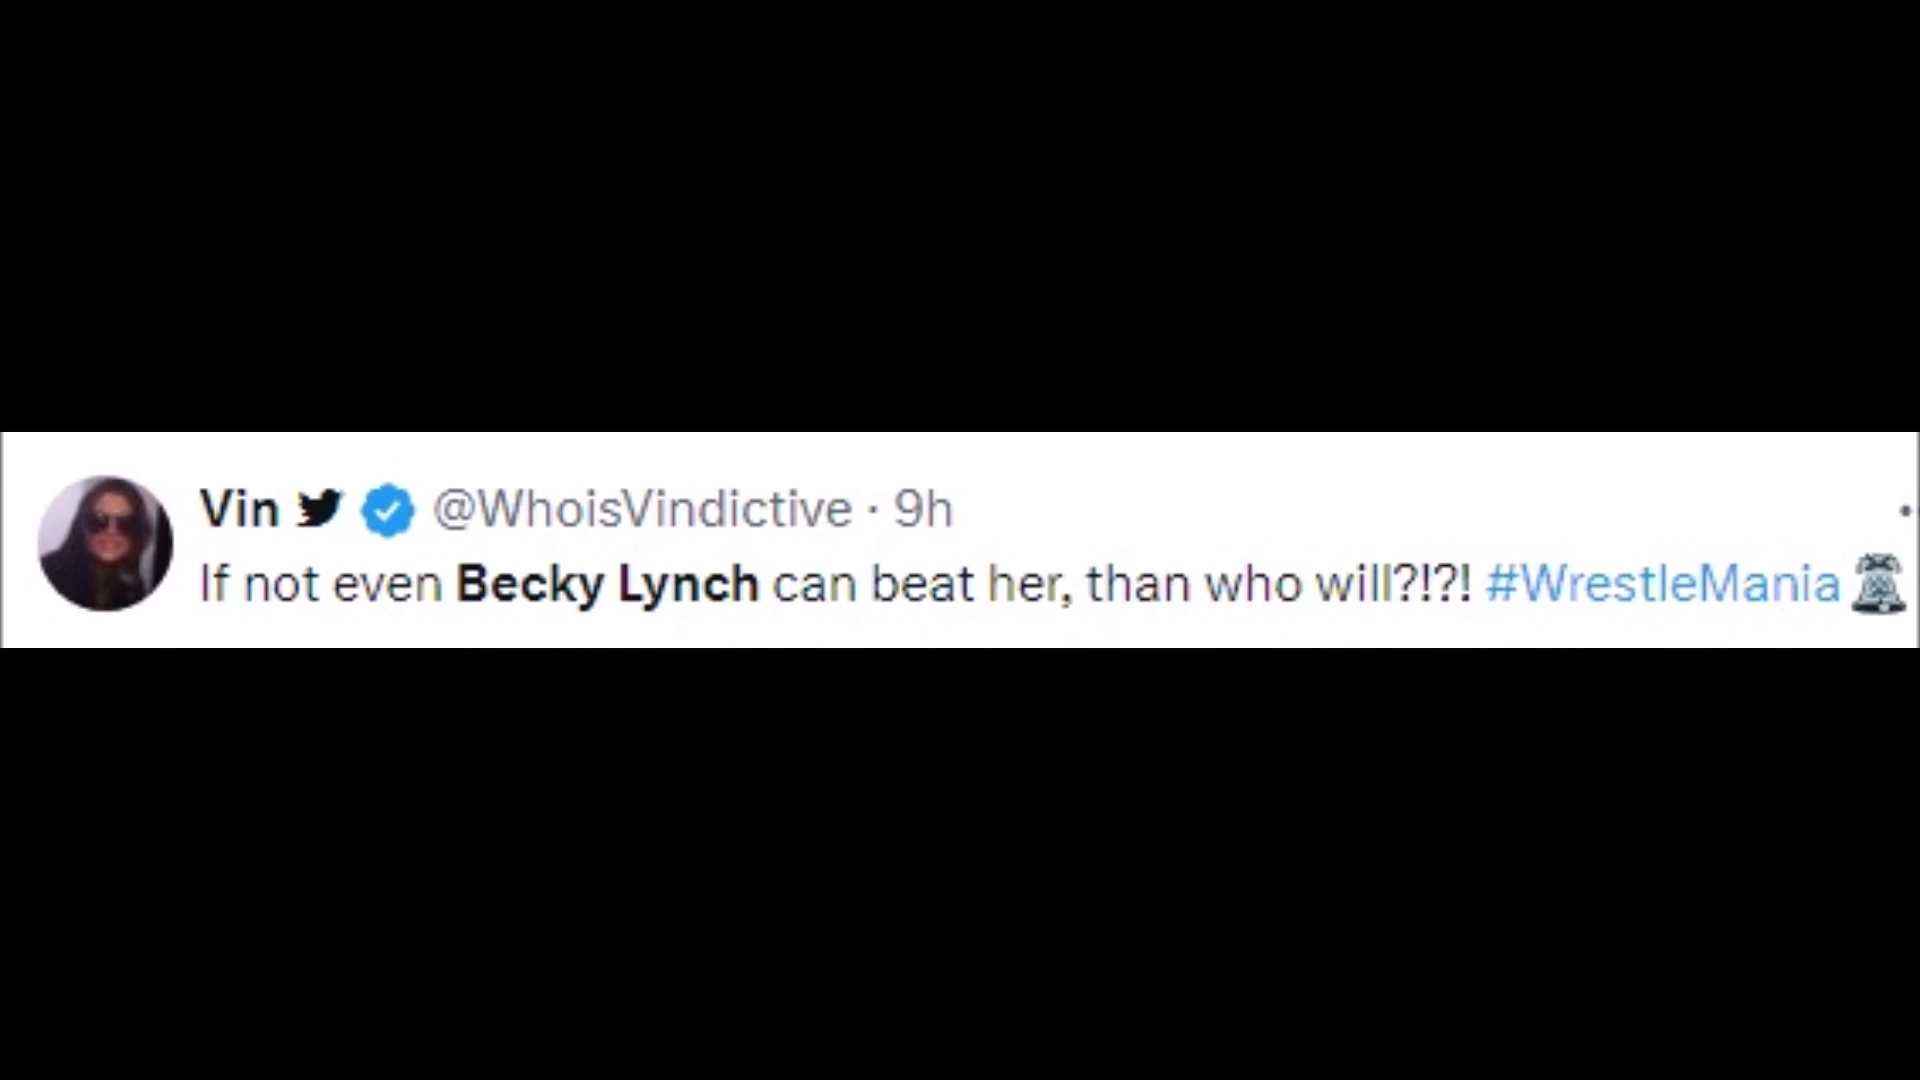 Vin @WhoisVindictive · 9h
If not even Becky Lynch can beat her, than who will?!?! #WrestleMania